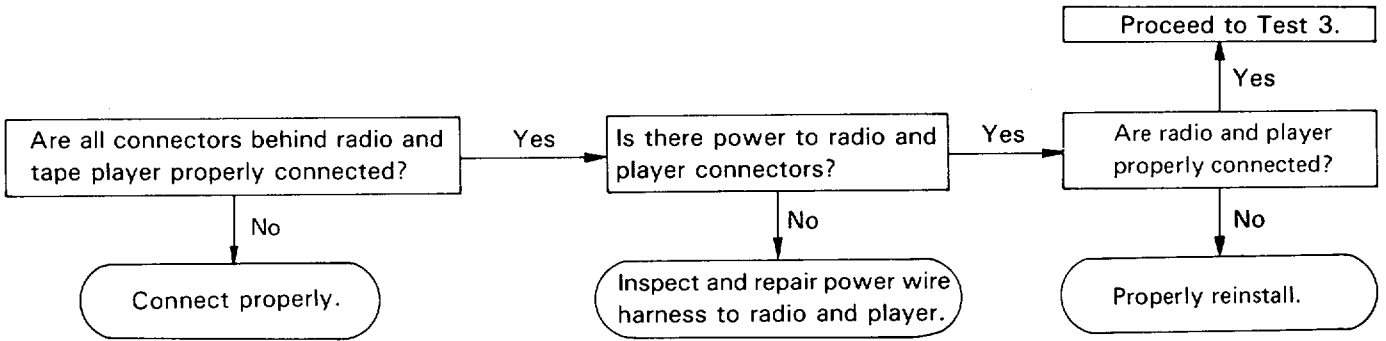 Are all connectors behind radio and
tape player properly connected?
Yes
No
Connect properly.
Is there power to radio and
player connectors?
Yes
No
Inspect and repair power wire
harness to radio and player.
Are radio and player
properly connected?
Yes
Proceed to Test 3.
No
Properly reinstall.